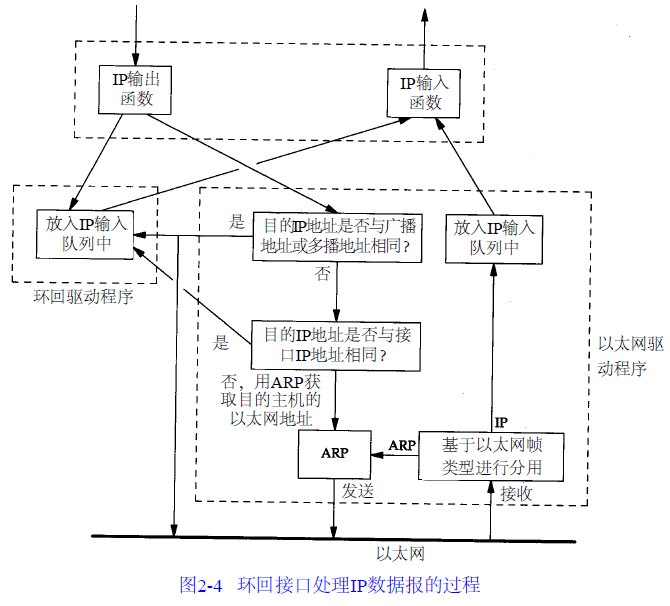 IP输出
函数
IP输入
函数
放入IP输入
队列中
环回驱动程序
是
目的IP地址是否与广播
地址或多播地址相同？
否
放入IP输入
队列中
是
目的IP地址是否与接
口IP地址相同？
以太网驱
动程序
否，用ARP获
取目的主机的
以太网地址
IP
ARP
ARP
基于以太网帧
类型进行分用
发送
接收
以太网
图2-4 环回接口处理IP数据报的过程